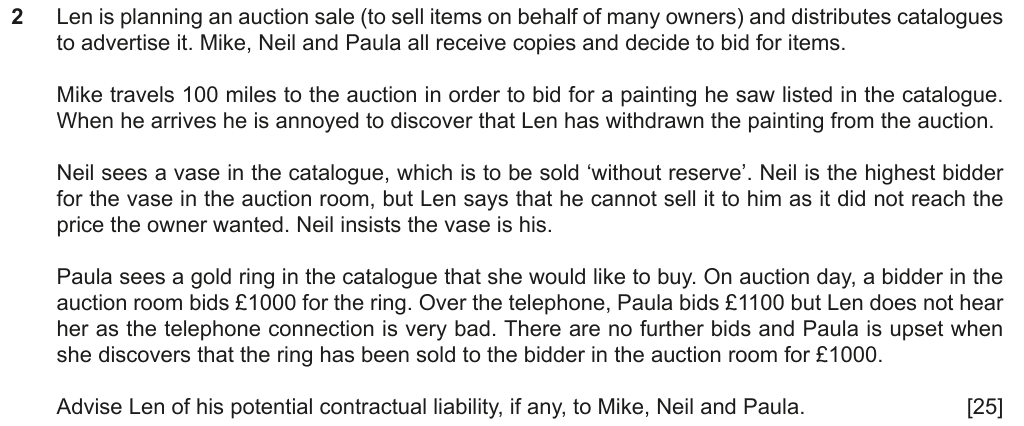 2 Len is planning an auction sale (to sell items on behalf of many owners) and distributes catalogues
to advertise it. Mike, Neil and Paula all receive copies and decide to bid for items.
Mike travels 100 miles to the auction in order to bid for a painting he saw listed in the catalogue.
When he arrives he is annoyed to discover that Len has withdrawn the painting from the auction.
Neil sees a vase in the catalogue, which is to be sold ‘without reserve’. Neil is the highest bidder
for the vase in the auction room, but Len says that he cannot sell it to him as it did not reach the
price the owner wanted. Neil insists the vase is his.
Paula sees a gold ring in the catalogue that she would like to buy. On auction day, a bidder in the
auction room bids £1000 for the ring. Over the telephone, Paula bids £1100 but Len does not hear
her as the telephone connection is very bad. There are no further bids and Paula is upset when
she discovers that the ring has been sold to the bidder in the auction room for £1000.
Advise Len of his potential contractual liability, if any, to Mike, Neil and Paula. [25]